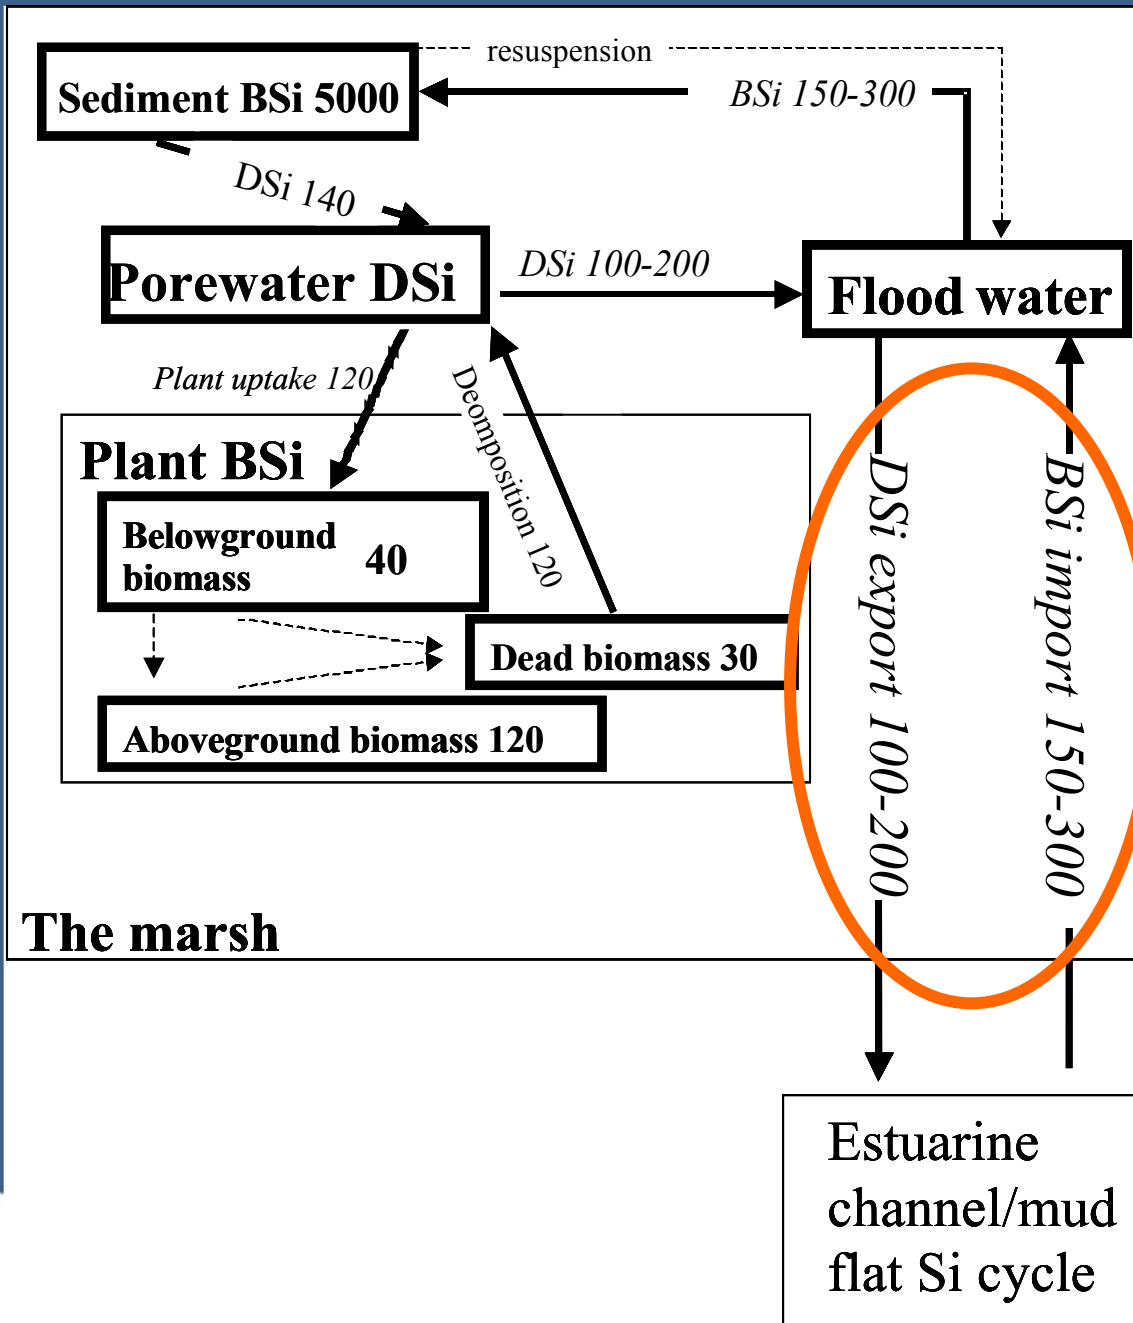 resuspension
Sediment BSi 5000
BSi 150-300
DSi 140
Porewater DSi
DSi 100-200
Flood water
Plant uptake 120
Deomposition 120
Plant BSi
Belowground
biomass
40
Dead biomass 30
Aboveground biomass 120
DSi export 100-200
BSi import 150-300
The marsh
Estuarine
channel/mud
flat Si cycle